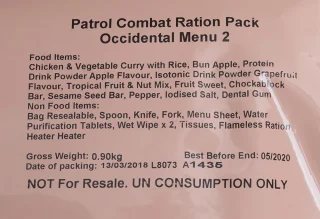 Patrol Combat Ration Pack
Occidental Menu 2
Food Items:
Chicken & Vegetable Curry with Rice, Bun Apple, Protein
Drink Powder Apple Flavour, Isotonic Drink Powder Grapefruit
Flavour, Tropical Fruit & Nut Mix, Fruit Sweet, Chockablock
Bar, Sesame Seed Bar, Pepper, Iodised Salt, Dental Gum
Non Food Items:
Bag Resealable, Spoon, Knife, Fork, Menu Sheet, Water
Purification Tablets, Wet Wipe x 2, Tissues, Flameless Ration
Heater Heater
Gross Weight: 0.90kg Best Before End: 05/2020
Date of packing: 13/03/2018 L8073 A1435
NOT For Resale. UN CONSUMPTION ONLY